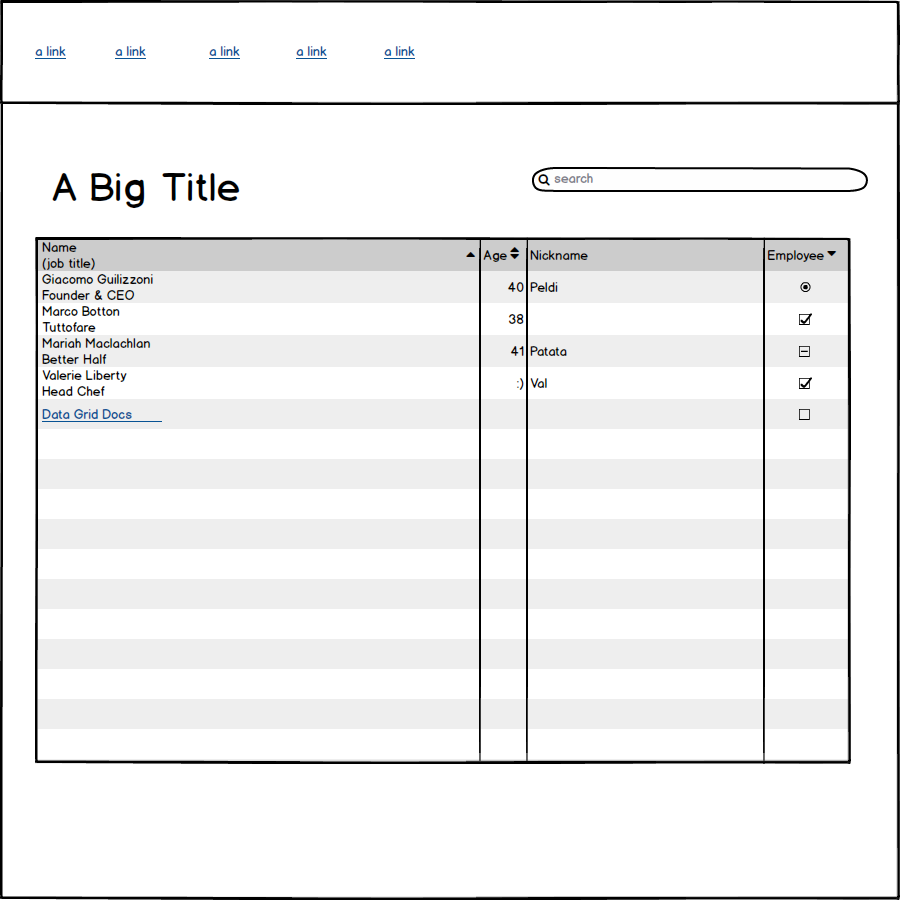 a link a link a link a link a link
A Big Title
search
Name
(job title)
Age
Nickname
Employee
Giacomo Guilizzoni
Founder & CEO
40
Peldi
Marco Botton
Tuttofare
38
Mariah Maclachlan
Better Half
41
Patata
Valerie Liberty
Head Chef
:)
Val
Data Grid Docs